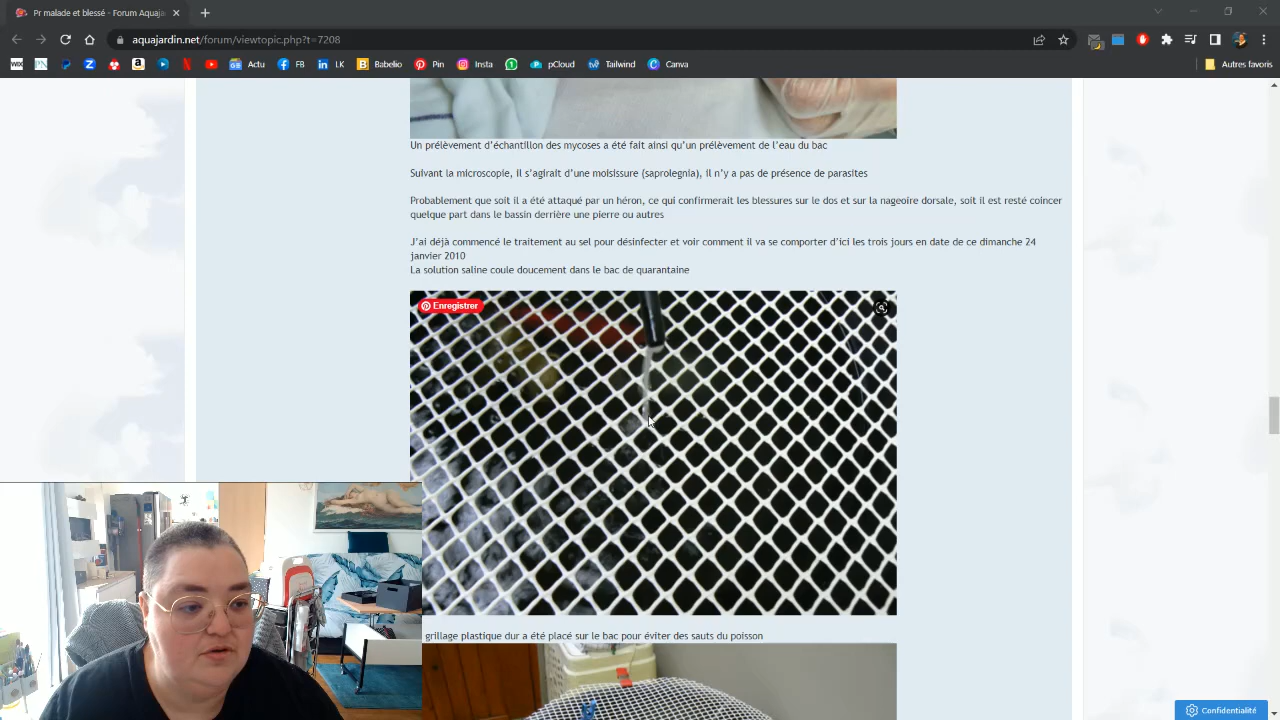 Pr malade et blessé - Forum Aquaja
aquajardin.net/forum/viewtopic.php?t=7208
WiX
Actu
FB
LK
Babelio
Pin
Insta
pCloud
Tailwind
Canva
Autres favoris
Un prélèvement d'échantillon des mycoses a été fait ainsi qu'un prélèvement de l'eau du bac
Suivant la microscopie, il s'agirait d'une moisissure (saprolegnia), il n'y a pas de présence de parasites
Probablement que soit il a été attaqué par un héron, ce qui confirmerait les blessures sur le dos et sur la nageoire dorsale, soit il est resté coincer
quelque part dans le bassin derrière une pierre ou autres
J'ai déjà commencé le traitement au sel pour désinfecter et voir comment il va se comporter d'ici les trois jours en date de ce dimanche 24
janvier 2010
La solution saline coule doucement dans le bac de quarantaine
Enregistrer
grillage plastique dur a été placé sur le bac pour éviter des sauts du poisson
Confidentialité